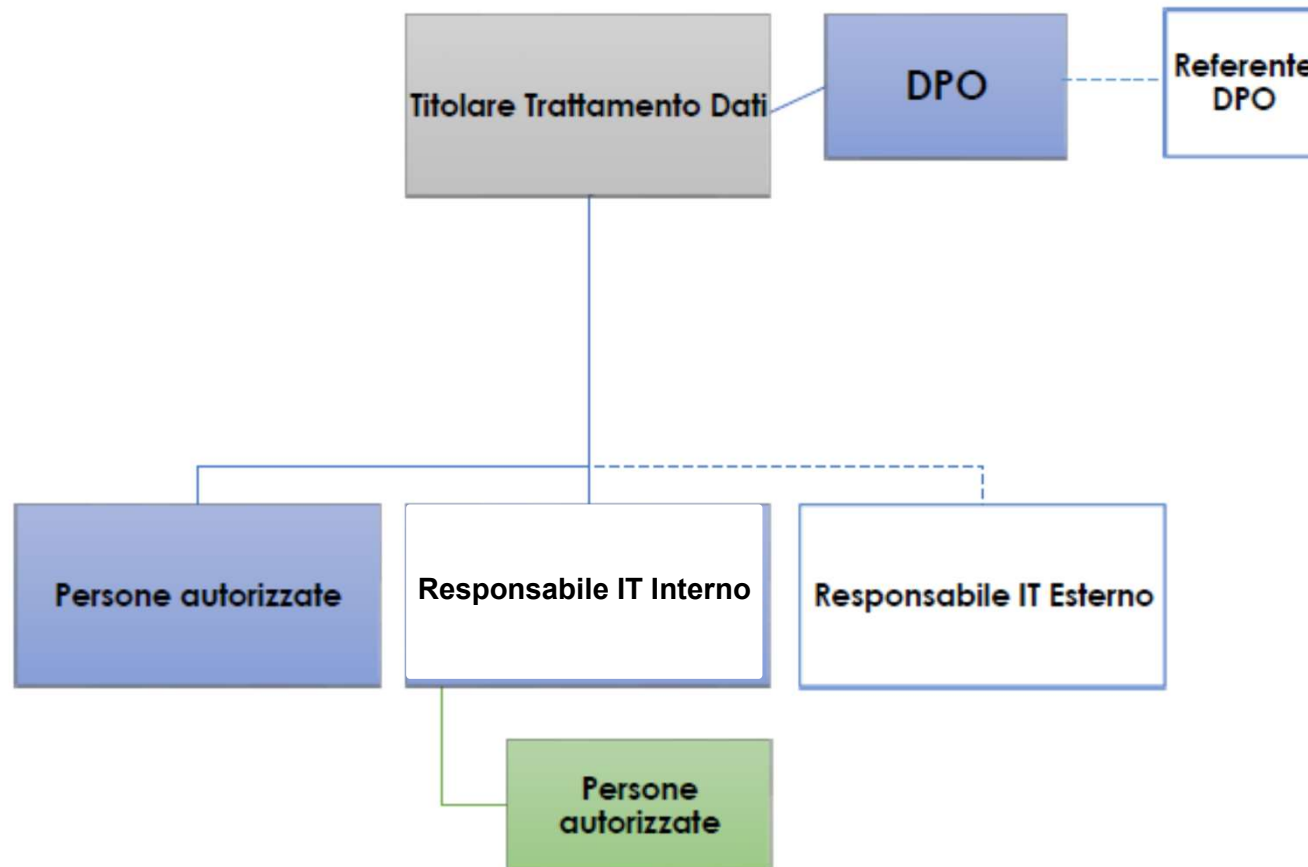 Titolare Trattamento Dati
DPO
Referente
DPO
Persone autorizzate
Responsabile IT Interno
Responsabile IT Esterno
Persone
autorizzate